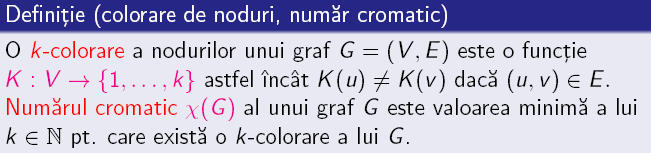 Definiție (colorare de noduri, număr cromatic)
O k-colorare a nodurilor unui graf G = (V, E) este o funcție
K : V → {1, . . . , k} astfel încât K(u) ≠ K(v) dacă (u, v) ∈ E.
Numărul cromatic χ(G) al unui graf G este valoarea minimă a lui
k ∈ ℕ pt. care există o k-colorare a lui G.